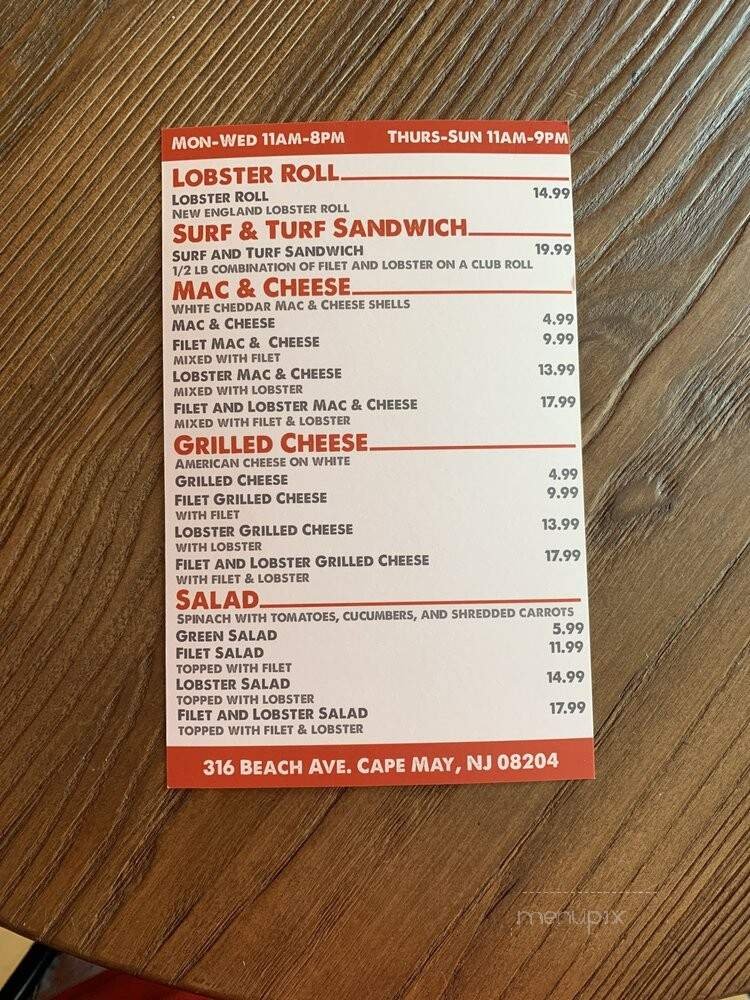 MON-WED 11AM-8PM THURS-SUN 11AM-9PM
LOBSTER ROLL
LOBSTER ROLL 14.99
NEW ENGLAND LOBSTER ROLL
SURF & TURF SANDWICH
SURF AND TURF SANDWICH 19.99
1/2 LB COMBINATION OF FILET AND LOBSTER ON A CLUB ROLL
MAC & CHEESE
WHITE CHEDDAR MAC & CHEESE SHELLS
MAC & CHEESE 4.99
FILET MAC & CHEESE 9.99
MIXED WITH FILET
LOBSTER MAC & CHEESE 13.99
MIXED WITH LOBSTER
FILET AND LOBSTER MAC & CHEESE 17.99
MIXED WITH FILET & LOBSTER
GRILLED CHEESE
AMERICAN CHEESE ON WHITE
GRILLED CHEESE 4.99
FILET GRILLED CHEESE 9.99
WITH FILET
LOBSTER GRILLED CHEESE 13.99
WITH LOBSTER
FILET AND LOBSTER GRILLED CHEESE 17.99
WITH FILET & LOBSTER
SALAD
SPINACH WITH TOMATOES, CUCUMBERS, AND SHREDDED CARROTS
GREEN SALAD 5.99
FILET SALAD 11.99
TOPPED WITH FILET
LOBSTER SALAD 14.99
TOPPED WITH LOBSTER
FILET AND LOBSTER SALAD 17.99
TOPPED WITH FILET & LOBSTER
316 BEACH AVE. CAPE MAY, NJ 08204
menupix